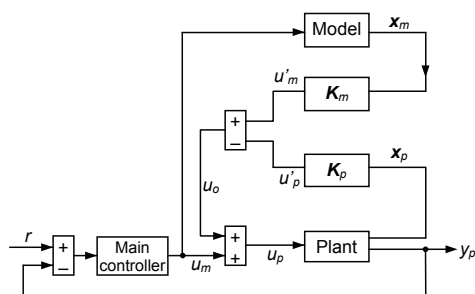 Model
x_m
u'_m
K_m
+
−
u'_p
K_p
x_p
u_o
r
+
−
Main
controller
u_m
+
+
u_p
Plant
y_p